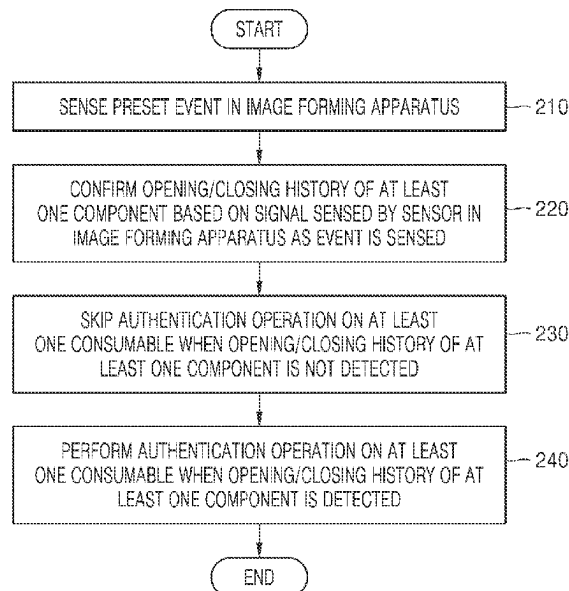 START
SENSE PRESET EVENT IN IMAGE FORMING APPARATUS
210
CONFIRM OPENING/CLOSING HISTORY OF AT LEAST
ONE COMPONENT BASED ON SIGNAL SENSED BY SENSOR IN
IMAGE FORMING APPARATUS AS EVENT IS SENSED
220
SKIP AUTHENTICATION OPERATION ON AT LEAST
ONE CONSUMABLE WHEN OPENING/CLOSING HISTORY OF AT
LEAST ONE COMPONENT IS NOT DETECTED
230
PERFORM AUTHENTICATION OPERATION ON AT LEAST
ONE CONSUMABLE WHEN OPENING/CLOSING HISTORY OF AT
LEAST ONE COMPONENT IS DETECTED
240
END